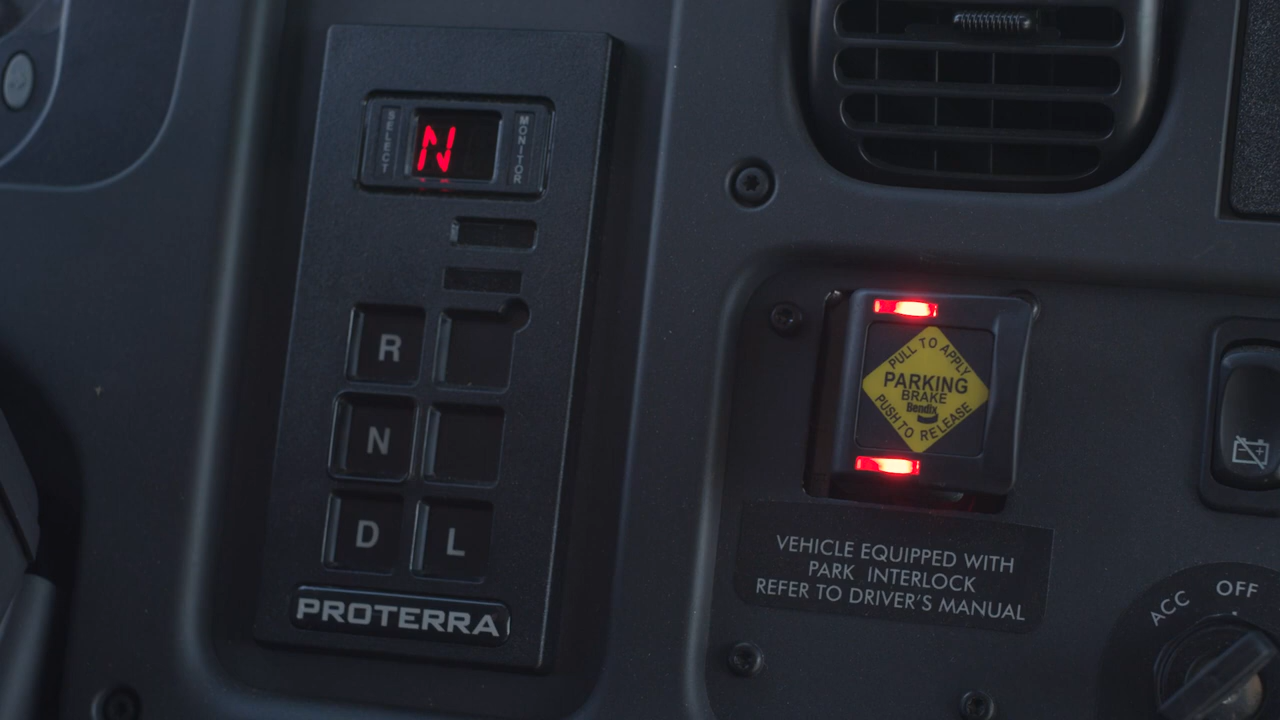 SELECT
N
MONITOR
R
N
D L
PROTERRA
PULL TO APPLY
PARKING
BRAKE
Bendix
PUSH TO RELEASE
VEHICLE EQUIPPED WITH
PARK INTERLOCK
REFER TO DRIVER'S MANUAL
ACC OFF